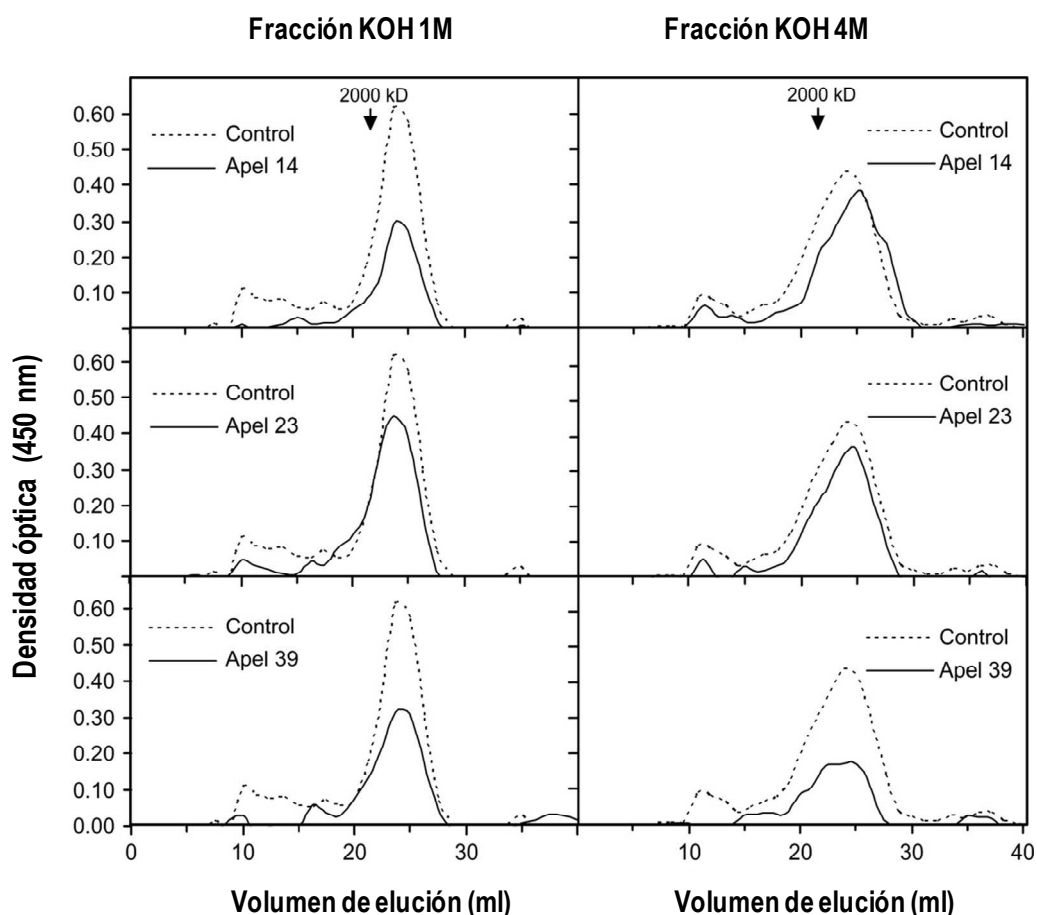 Fracción KOH 1M
Fracción KOH 4M
2000 kD
Control
Apel 14
2000 kD
Control
Apel 14
Control
Apel 23
Control
Apel 23
Control
Apel 39
Control
Apel 39
0.60
0.50
0.40
0.30
0.20
0.10
0.60
0.50
0.40
0.30
0.20
0.10
0.60
0.50
0.40
0.30
0.20
0.10
0.00
0 10 20 30
10 20 30 40
Densidad óptica (450 nm)
Volumen de elución (ml)
Volumen de elución (ml)